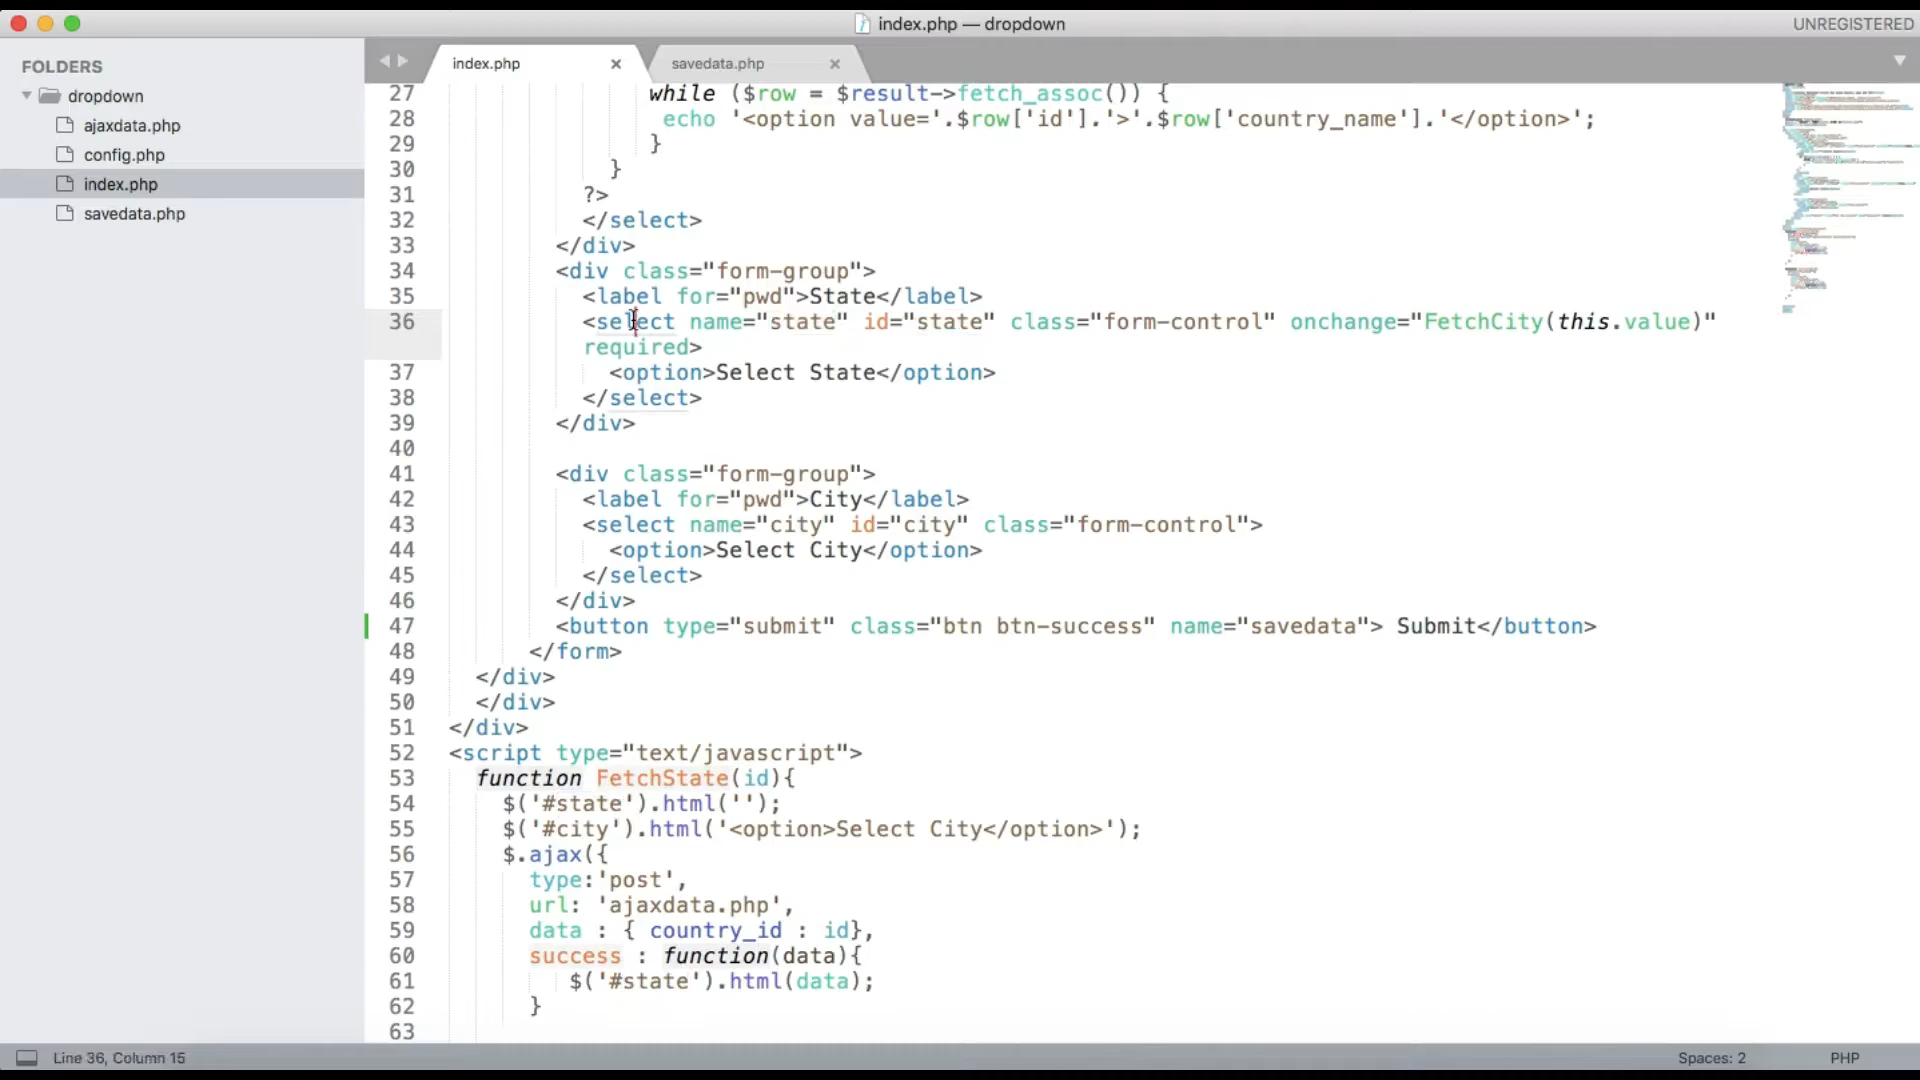 index.php — dropdown
UNREGISTERED
FOLDERS
dropdown
ajaxdata.php
config.php
index.php
savedata.php
index.php
savedata.php
27 while ($row = $result->fetch_assoc()) {
28 echo '<option value='.$row['id'].'>'.$row['country_name'].'</option>';
29 }
30 }
31 ?>
32 </select>
33 </div>
34 <div class="form-group">
35 <label for="pwd">State</label>
36 <select name="state" id="state" class="form-control" onchange="FetchCity(this.value)"
required>
37 <option>Select State</option>
38 </select>
39 </div>
40
41 <div class="form-group">
42 <label for="pwd">City</label>
43 <select name="city" id="city" class="form-control">
44 <option>Select City</option>
45 </select>
46 </div>
47 <button type="submit" class="btn btn-success" name="savedata"> Submit</button>
48 </form>
49 </div>
50 </div>
51 </div>
52 <script type="text/javascript">
53 function FetchState(id){
54 $('#state').html('');
55 $('#city').html('<option>Select City</option>');
56 $.ajax({
57 type:'post',
58 url: 'ajaxdata.php',
59 data : { country_id : id},
60 success : function(data){
61 $('#state').html(data);
62 }
63
Line 36, Column 15
Spaces: 2
PHP